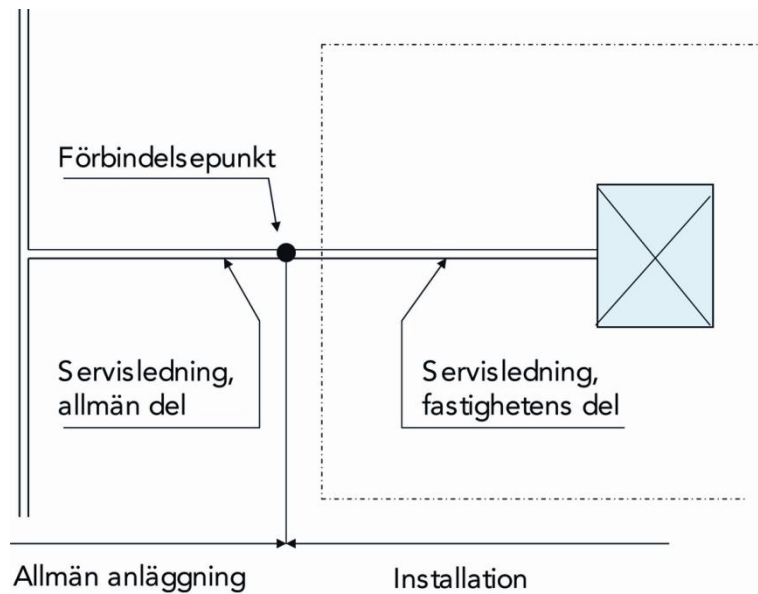 Förbindelsepunkt
Servisledning,
allmän del
Servisledning,
fastighetens del
Allmän anläggning
Installation